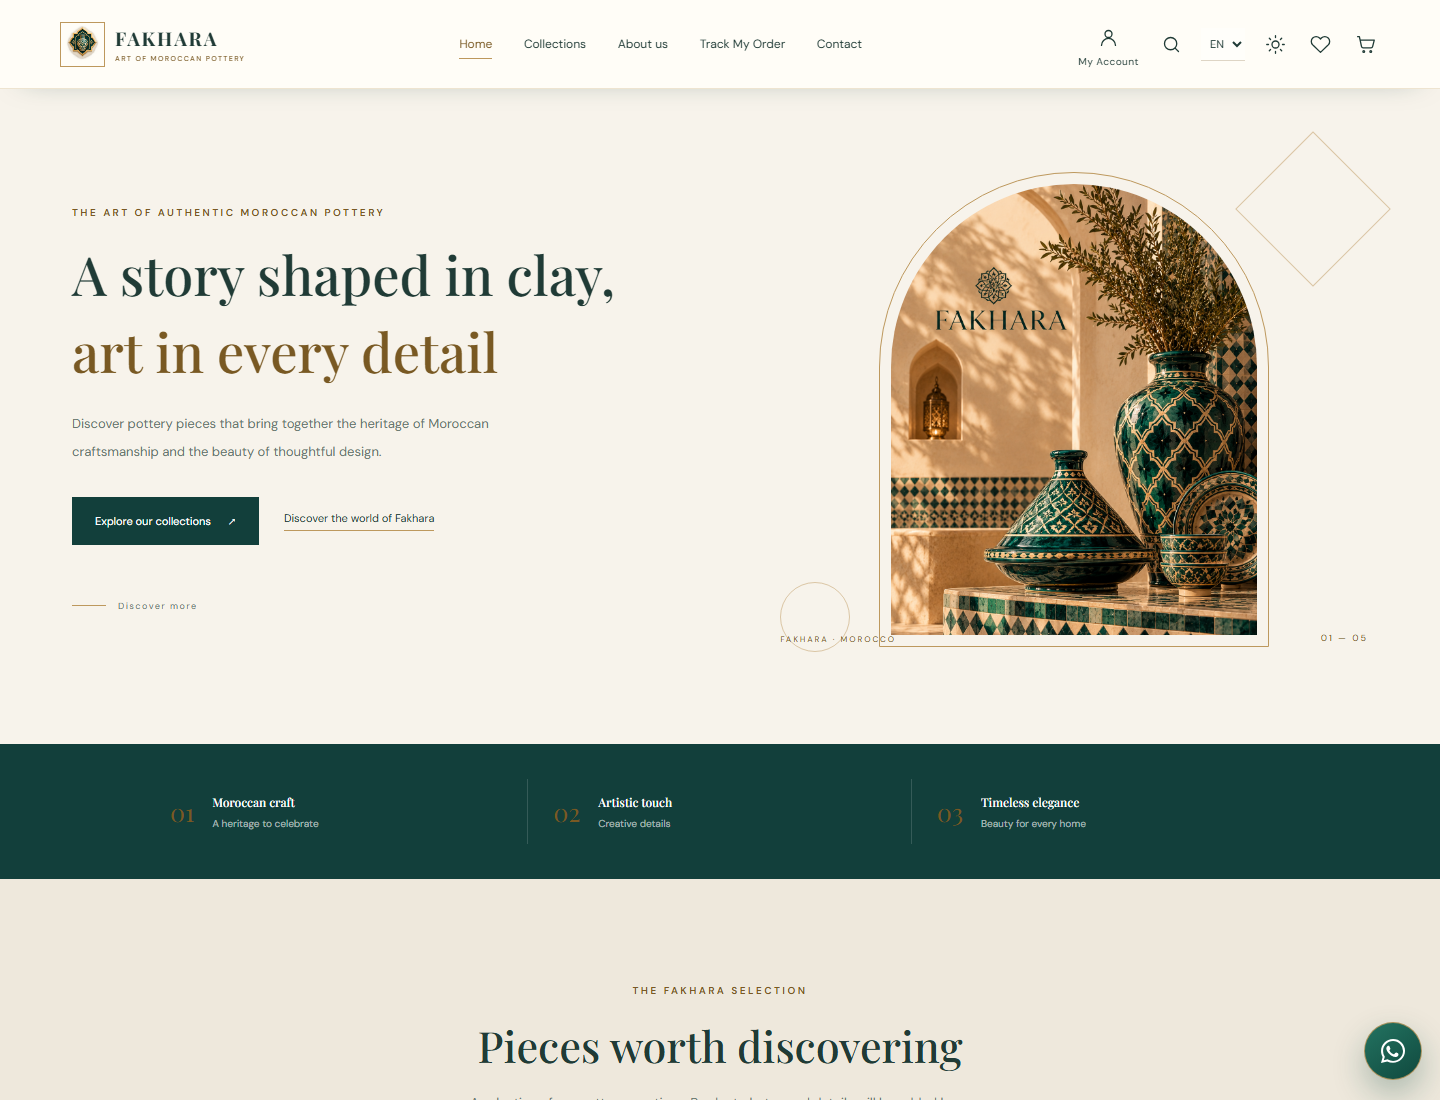 FAKHARA
ART OF MOROCCAN POTTERY
Home
Collections
About us
Track My Order
Contact
My Account
EN
THE ART OF AUTHENTIC MOROCCAN POTTERY
A story shaped in clay,
art in every detail
Discover pottery pieces that bring together the heritage of Moroccan
craftsmanship and the beauty of thoughtful design.
Explore our collections ↗
Discover the world of Fakhara
Discover more
FAKHARA
FAKHARA · MOROCCO
01 — 05
01
Moroccan craft
A heritage to celebrate
02
Artistic touch
Creative details
03
Timeless elegance
Beauty for every home
THE FAKHARA SELECTION
Pieces worth discovering